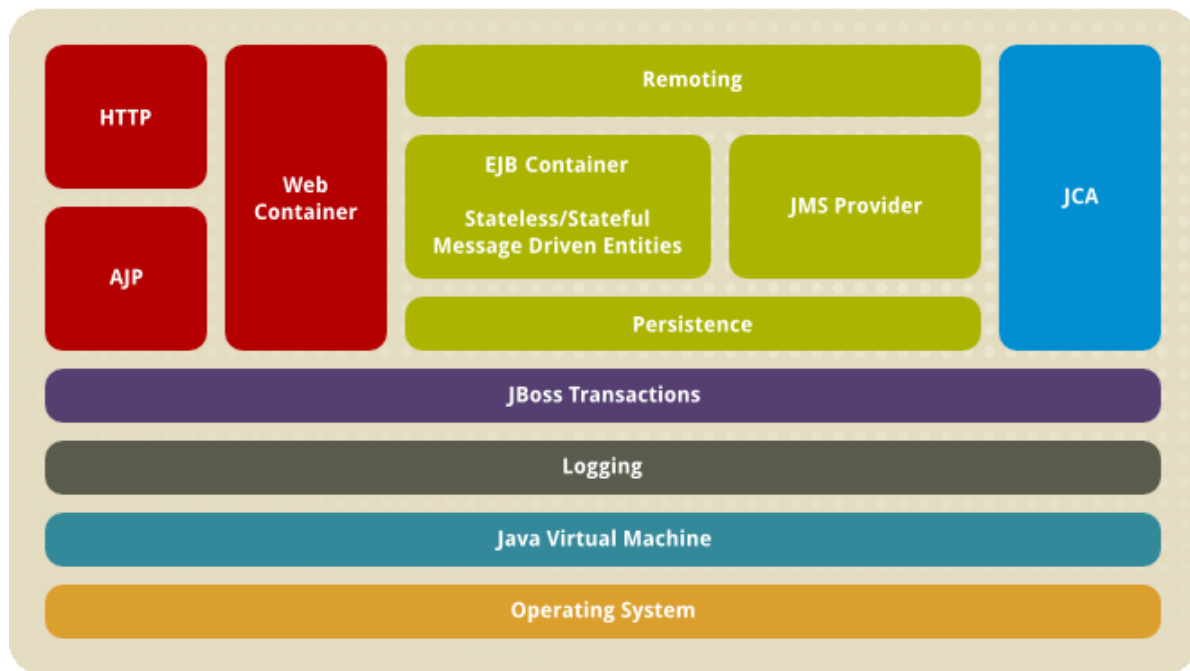 HTTP
AJP
Web
Container
Remoting
EJB Container
Stateless/Stateful
Message Driven Entities
JMS Provider
Persistence
JCA
JBoss Transactions
Logging
Java Virtual Machine
Operating System